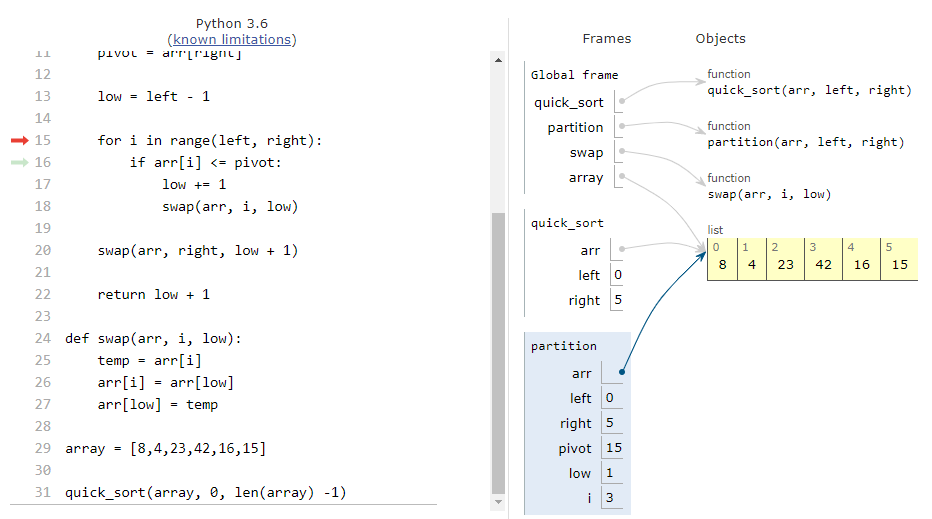 Python 3.6
(known limitations)
11 pivot = arr[right]
12
13 low = left - 1
14
15 for i in range(left, right):
16 if arr[i] <= pivot:
17 low += 1
18 swap(arr, i, low)
19
20 swap(arr, right, low + 1)
21
22 return low + 1
23
24 def swap(arr, i, low):
25 temp = arr[i]
26 arr[i] = arr[low]
27 arr[low] = temp
28
29 array = [8,4,23,42,16,15]
30
31 quick_sort(array, 0, len(array) -1)
Frames
Objects
Global frame
quick_sort
partition
swap
array
function
quick_sort(arr, left, right)
function
partition(arr, left, right)
function
swap(arr, i, low)
list
0 1 2 3 4 5
8 4 23 42 16 15
quick_sort
arr
left 0
right 5
partition
arr
left 0
right 5
pivot 15
low 1
i 3